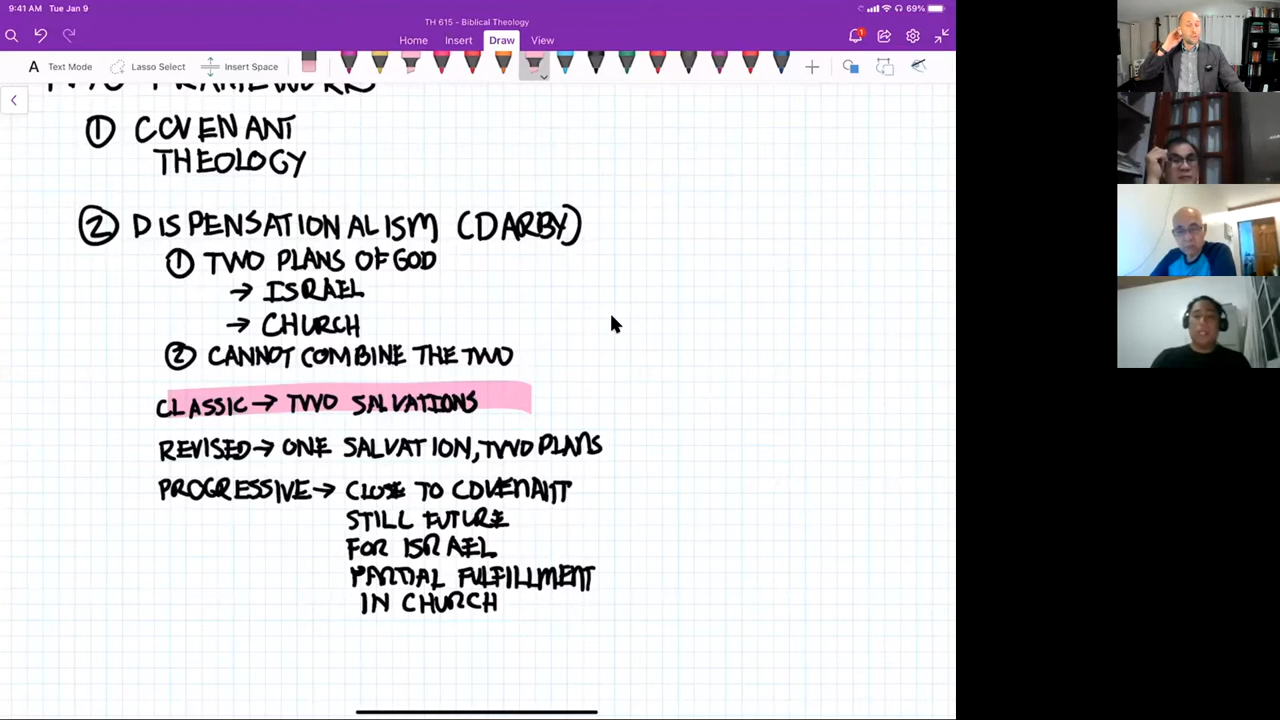 9:41 AM Tue Jan 9
69%
TH 615 - Biblical Theology
Home Insert Draw View
1
A Text Mode Lasso Select Insert Space
FRAMEWORKS
① COVENANT
THEOLOGY
② DISPENSATIONALISM (DARBY)
① TWO PLANS OF GOD
→ ISRAEL
→ CHURCH
② CANNOT COMBINE THE TWO
CLASSIC → TWO SALVATIONS
REVISED → ONE SALVATION, TWO PLANS
PROGRESSIVE → CLOSE TO COVENANT
STILL FUTURE
FOR ISRAEL
PARTIAL FULFILLMENT
IN CHURCH